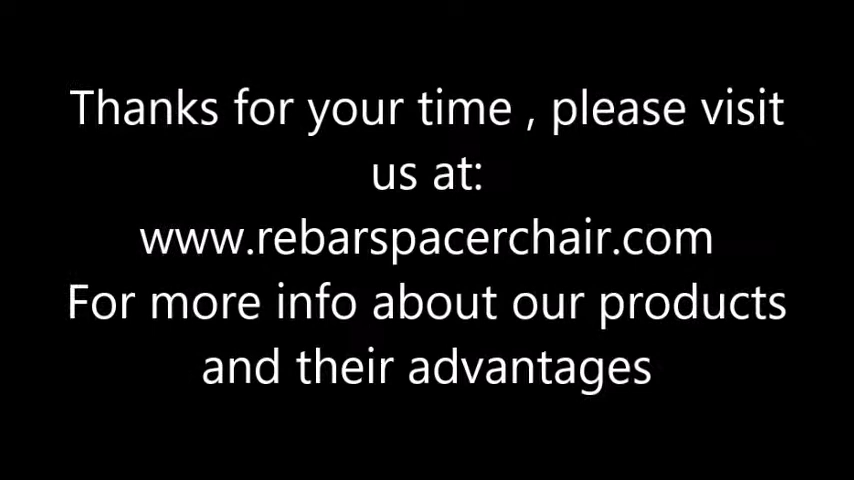 Thanks for your time , please visit
us at:
www.rebarspacerchair.com
For more info about our products
and their advantages